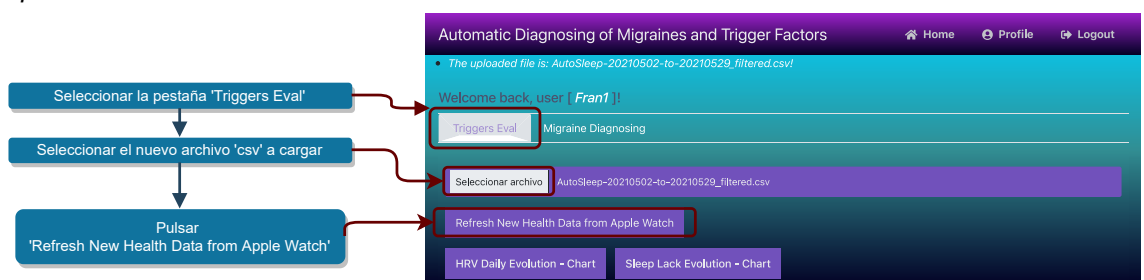 Automatic Diagnosing of Migraines and Trigger Factors
Home
Profile
Logout
The uploaded file is: AutoSleep-20210502-to-20210529_filtered.csv!
Welcome back, user [ Fran1 ]!
Seleccionar la pestaña 'Triggers Eval'
Triggers Eval
Migraine Diagnosing
Seleccionar el nuevo archivo 'csv' a cargar
Seleccionar archivo
AutoSleep-20210502-to-20210529_filtered.csv
Pulsar
'Refresh New Health Data from Apple Watch'
Refresh New Health Data from Apple Watch
HRV Daily Evolution - Chart
Sleep Lack Evolution - Chart